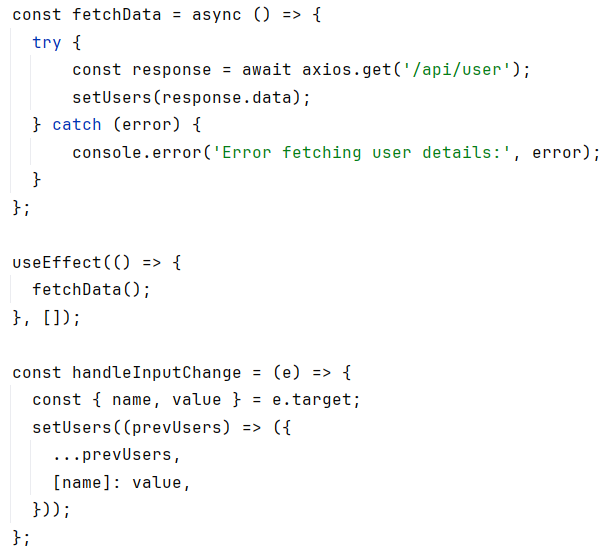 const fetchData = async () => {
  try {
      const response = await axios.get('/api/user');
      setUsers(response.data);
  } catch (error) {
      console.error('Error fetching user details:', error);
  }
};

useEffect(() => {
  fetchData();
}, []);

const handleInputChange = (e) => {
  const { name, value } = e.target;
  setUsers((prevUsers) => ({
    ...prevUsers,
    [name]: value,
  }));
};